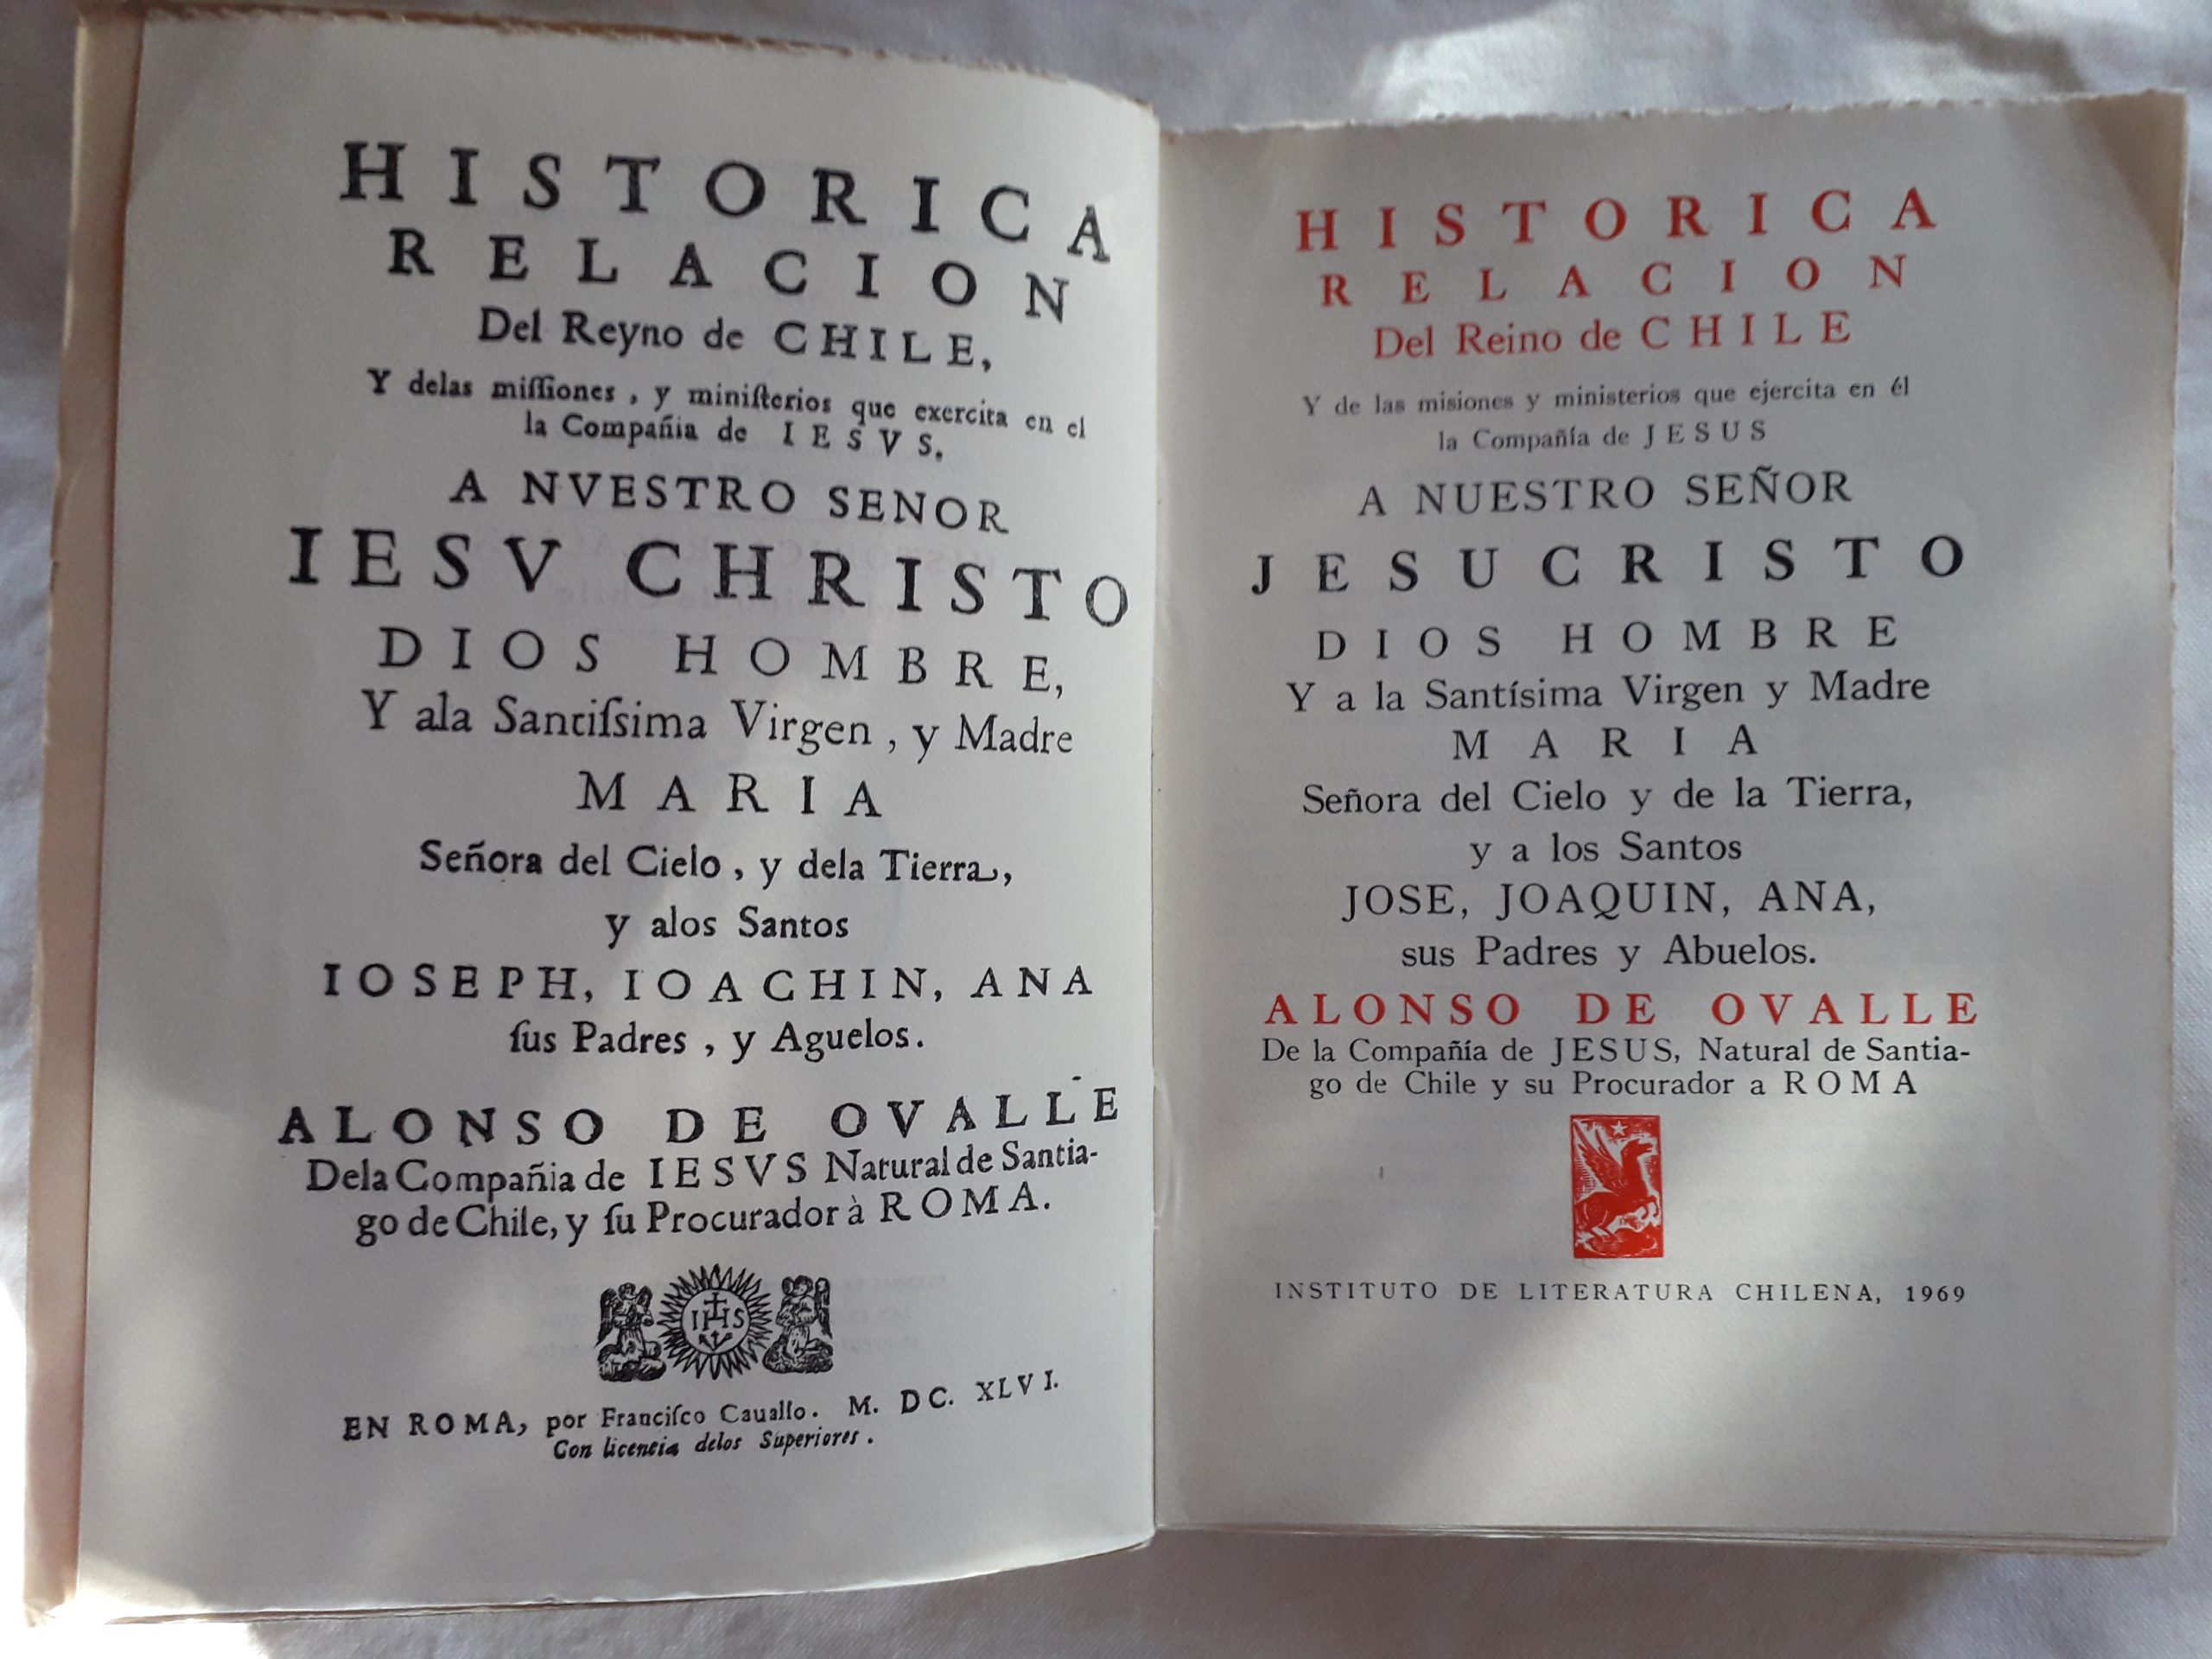 HISTORICA
RELACION
Del Reyno de CHILE,
Y delas miſſiones, y miniſterios que exercita en el
la Compañia de IESVS.
A NVESTRO SENOR
IESV CHRISTO
DIOS HOMBRE,
Y ala Santiſsima Virgen, y Madre
MARIA
Señora del Cielo, y dela Tierra,
y alos Santos
IOSEPH, IOACHIN, ANA
ſus Padres, y Aguelos.
ALONSO DE OVALLE
Dela Compañia de IESVS Natural de Santia-
go de Chile, y ſu Procurador à ROMA.
IHS
EN ROMA, por Franciſco Cauallo. M. DC. XLVI.
Con licencia delos Superiores.
HISTORICA
RELACION
Del Reino de CHILE
Y de las misiones y ministerios que ejercita en él
la Compañía de JESUS
A NUESTRO SEÑOR
JESUCRISTO
DIOS HOMBRE
Y a la Santísima Virgen y Madre
MARIA
Señora del Cielo y de la Tierra,
y a los Santos
JOSE, JOAQUIN, ANA,
sus Padres y Abuelos.
ALONSO DE OVALLE
De la Compañía de JESUS, Natural de Santia-
go de Chile y su Procurador a ROMA
INSTITUTO DE LITERATURA CHILENA, 1969